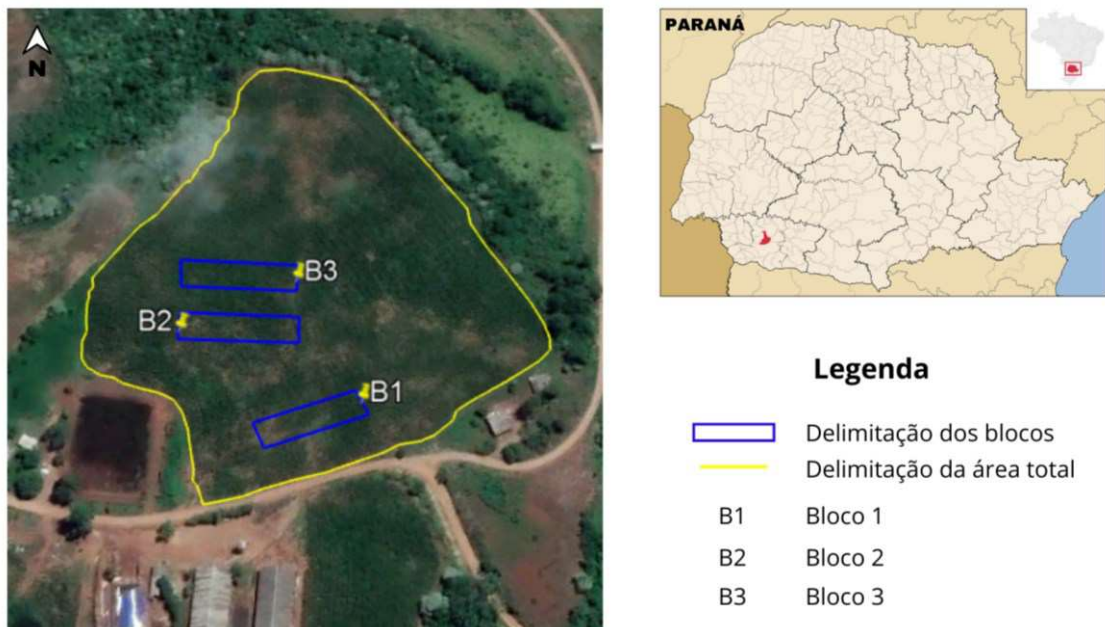 N
B3
B2
B1
PARANÁ
Legenda
Delimitação dos blocos
Delimitação da área total
B1 Bloco 1
B2 Bloco 2
B3 Bloco 3